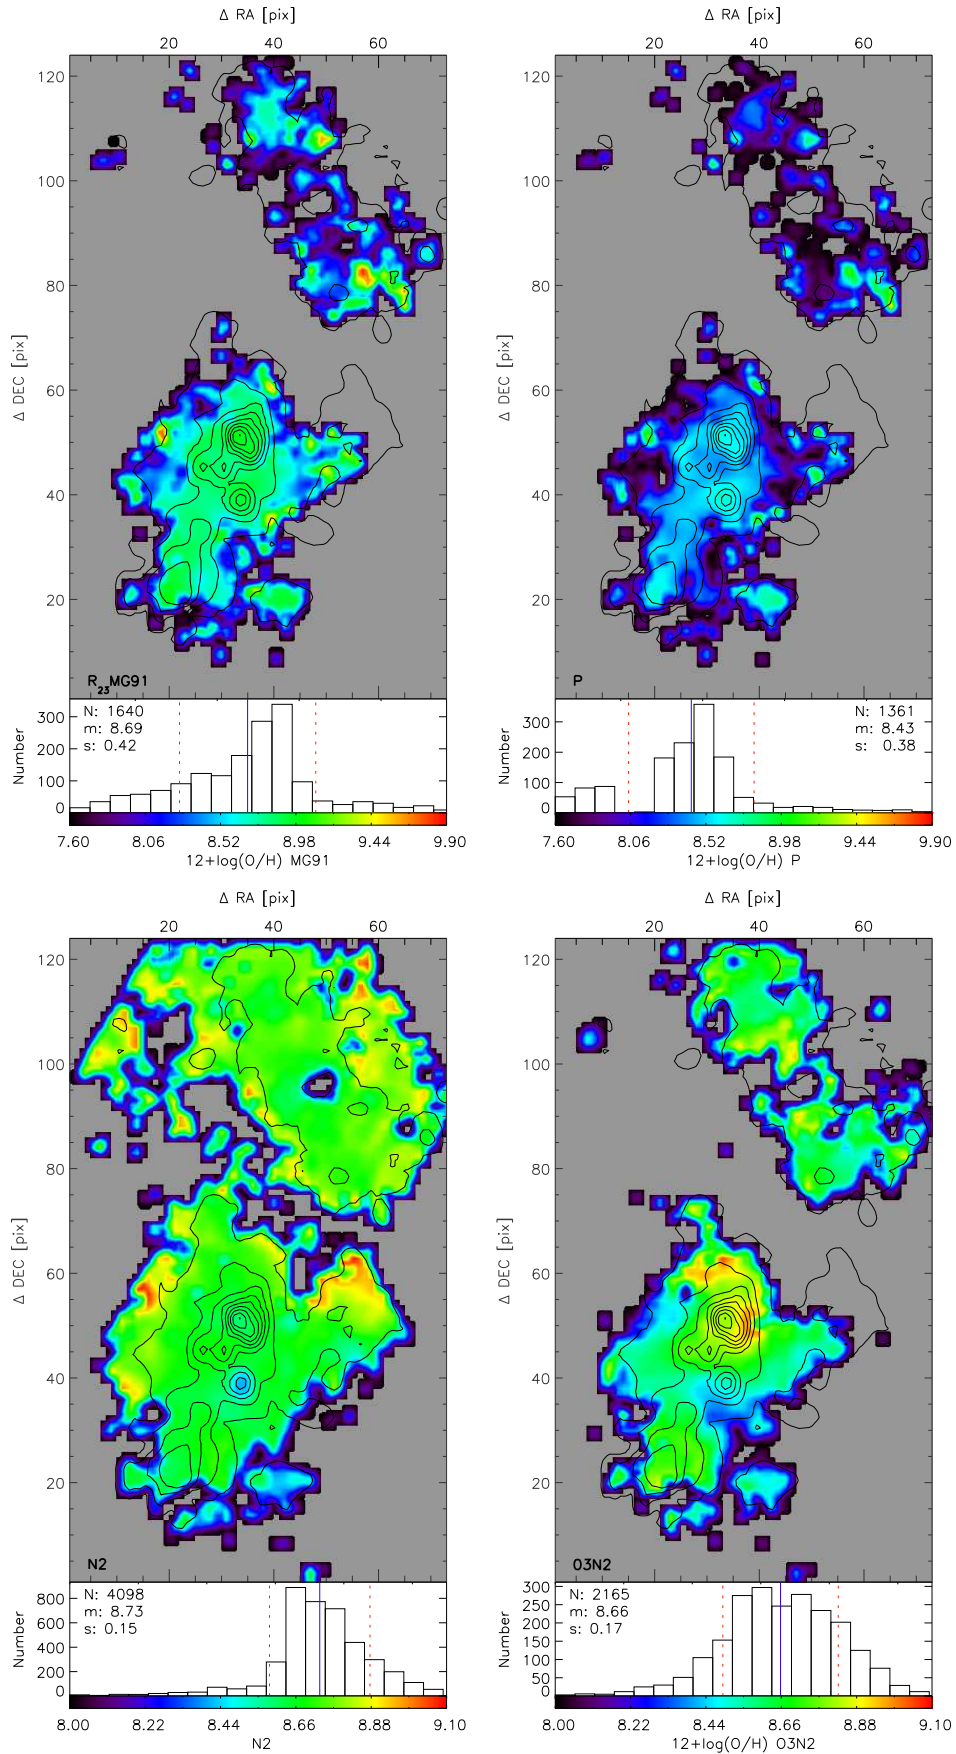 Δ RA [pix]
Δ RA [pix]
20 40 60
20 40 60
120
100
80
60
40
20
Δ DEC [pix]
R23MG91
120
100
80
60
40
20
Δ DEC [pix]
P
300
200
100
0
Number
N: 1640
m: 8.69
s: 0.42
7.60 8.06 8.52 8.98 9.44 9.90
12+log(O/H) MG91
300
200
100
0
Number
N: 1361
m: 8.43
s: 0.38
7.60 8.06 8.52 8.98 9.44 9.90
12+log(O/H) P
Δ RA [pix]
Δ RA [pix]
20 40 60
20 40 60
120
100
80
60
40
20
Δ DEC [pix]
N2
120
100
80
60
40
20
Δ DEC [pix]
O3N2
800
600
400
200
0
Number
N: 4098
m: 8.73
s: 0.15
8.00 8.22 8.44 8.66 8.88 9.10
N2
300
250
200
150
100
50
0
Number
N: 2165
m: 8.66
s: 0.17
8.00 8.22 8.44 8.66 8.88 9.10
12+log(O/H) O3N2